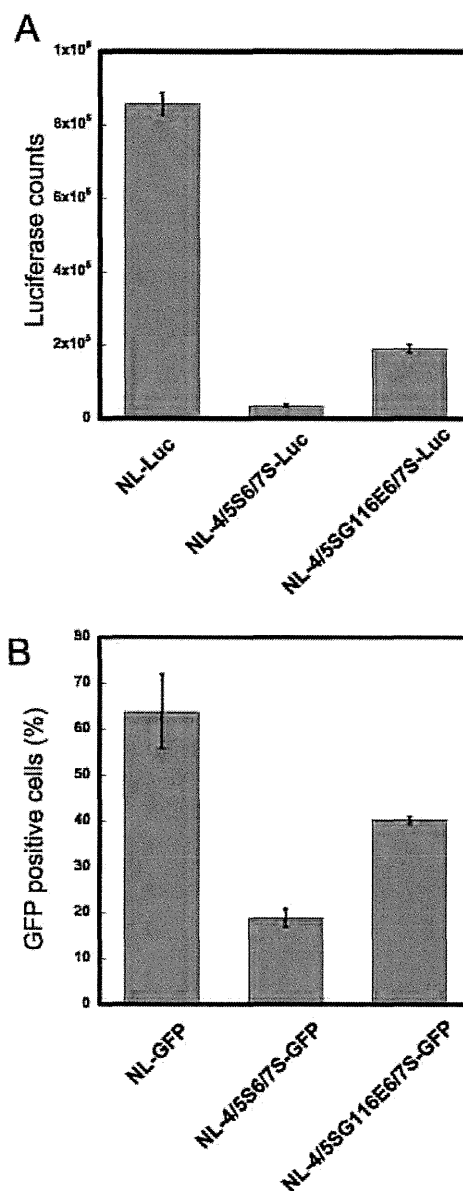 A
Luciferase counts
1x10⁶
8x10⁵
6x10⁵
4x10⁵
2x10⁵
0
NL-Luc
NL-4/5S6/7S-Luc
NL-4/5SG116E6/7S-Luc
B
GFP positive cells (%)
80
70
60
50
40
30
20
10
0
NL-GFP
NL-4/5S6/7S-GFP
NL-4/5SG116E6/7S-GFP